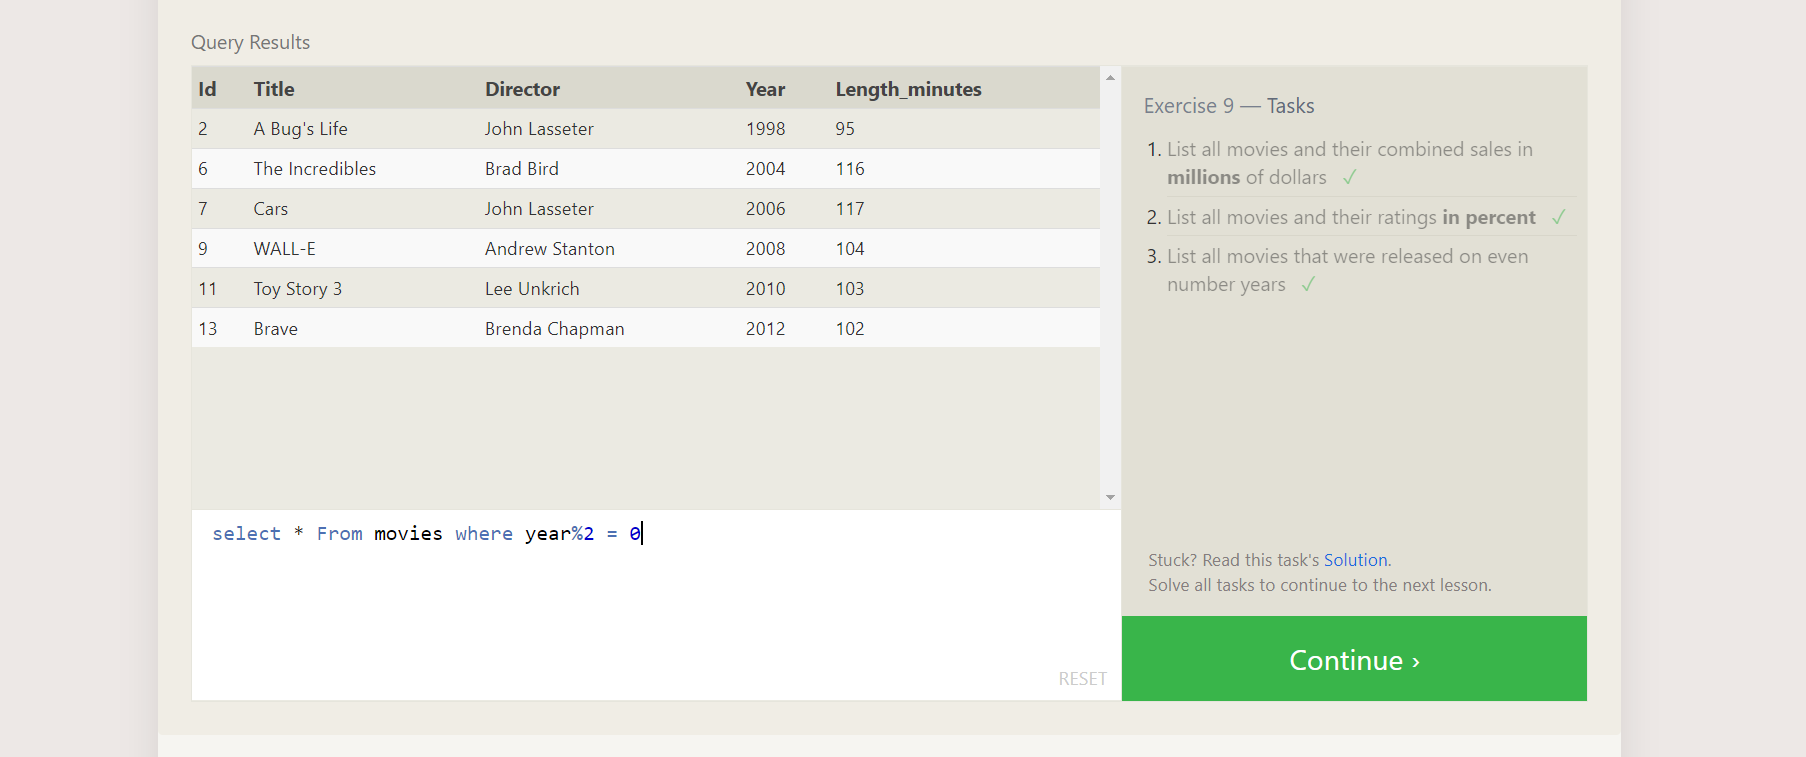 Query Results
Id Title Director Year Length_minutes
2 A Bug's Life John Lasseter 1998 95
6 The Incredibles Brad Bird 2004 116
7 Cars John Lasseter 2006 117
9 WALL-E Andrew Stanton 2008 104
11 Toy Story 3 Lee Unkrich 2010 103
13 Brave Brenda Chapman 2012 102
select * From movies where year%2 = 0
RESET
Exercise 9 — Tasks
1. List all movies and their combined sales in
millions of dollars ✓
2. List all movies and their ratings in percent ✓
3. List all movies that were released on even
number years ✓
Stuck? Read this task's Solution.
Solve all tasks to continue to the next lesson.
Continue ›